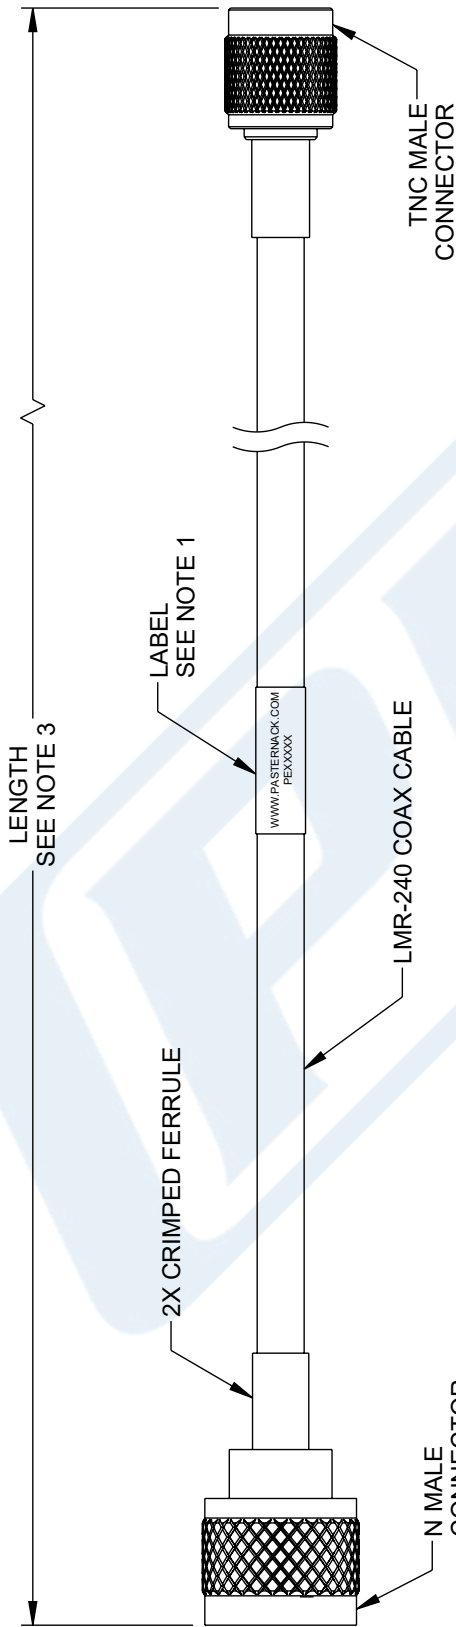 LENGTH
SEE NOTE 3
2X CRIMPED FERRULE
LABEL
SEE NOTE 1
WWW.PASTERNACK.COM
PEXXXXX
N MALE
CONNECTOR
LMR-240 COAX CABLE
TNC MALE
CONNECTOR